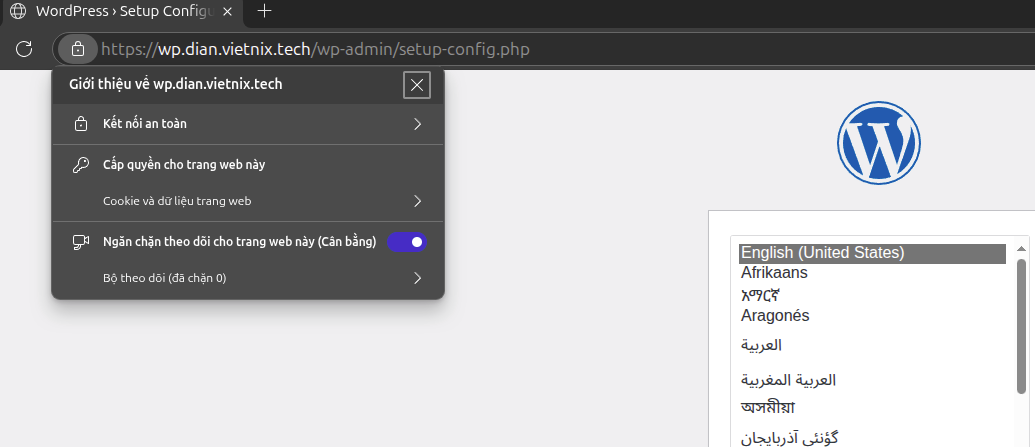 WordPress › Setup Configu
https://wp.dian.vietnix.tech/wp-admin/setup-config.php
Giới thiệu về wp.dian.vietnix.tech
Kết nối an toàn
Cấp quyền cho trang web này
Cookie và dữ liệu trang web
Ngăn chặn theo dõi cho trang web này (Cân bằng)
Bộ theo dõi (đã chặn 0)
English (United States)
Afrikaans
አማርኛ
Aragonés
العربية
العربية المغربية
অসমীয়া
گؤنئی آذربایجان